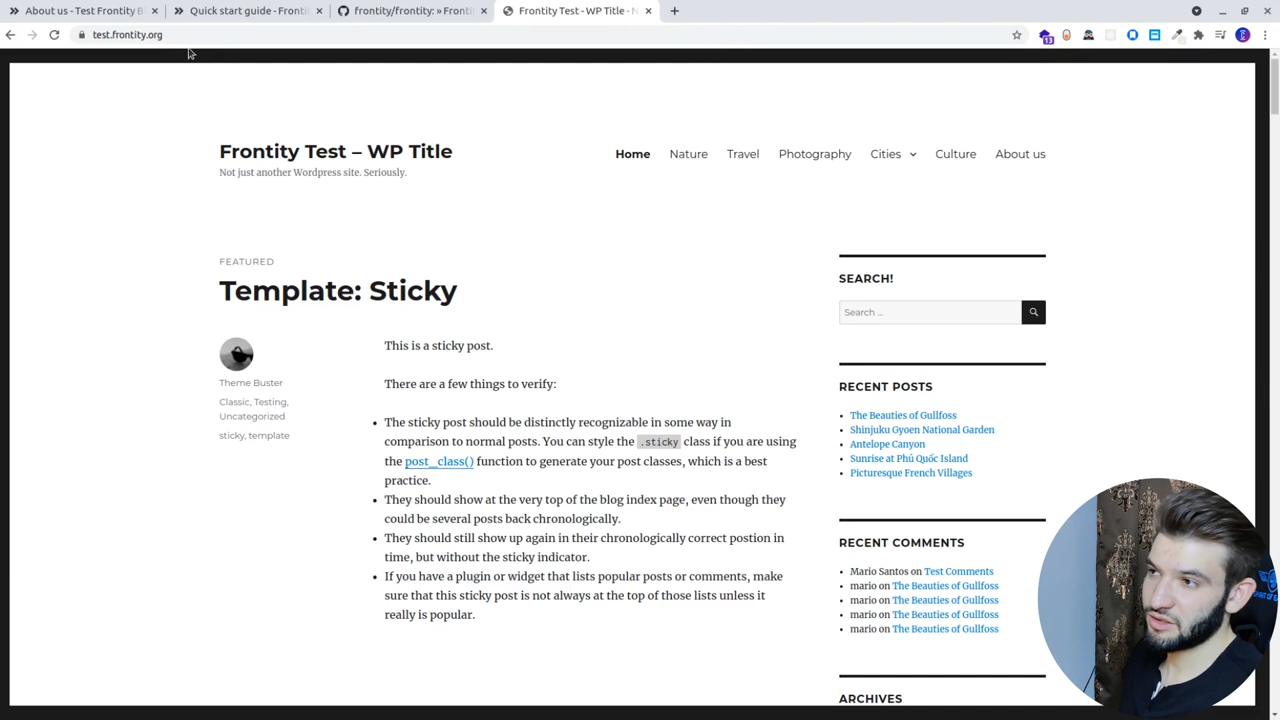 About us - Test Frontity B
Quick start guide - Fronti
frontity/frontity: » Fronti
Frontity Test - WP Title - N
test.frontity.org
13
Frontity Test – WP Title
Not just another Wordpress site. Seriously.
Home Nature Travel Photography Cities Culture About us
FEATURED
Template: Sticky
Theme Buster
Classic, Testing,
Uncategorized
sticky, template
This is a sticky post.
There are a few things to verify:
The sticky post should be distinctly recognizable in some way in
comparison to normal posts. You can style the .sticky class if you are using
the post_class() function to generate your post classes, which is a best
practice.
They should show at the very top of the blog index page, even though they
could be several posts back chronologically.
They should still show up again in their chronologically correct postion in
time, but without the sticky indicator.
If you have a plugin or widget that lists popular posts or comments, make
sure that this sticky post is not always at the top of those lists unless it
really is popular.
SEARCH!
Search …
RECENT POSTS
The Beauties of Gullfoss
Shinjuku Gyoen National Garden
Antelope Canyon
Sunrise at Phú Quốc Island
Picturesque French Villages
RECENT COMMENTS
Mario Santos on Test Comments
mario on The Beauties of Gullfoss
mario on The Beauties of Gullfoss
mario on The Beauties of Gullfoss
mario on The Beauties of Gullfoss
ARCHIVES